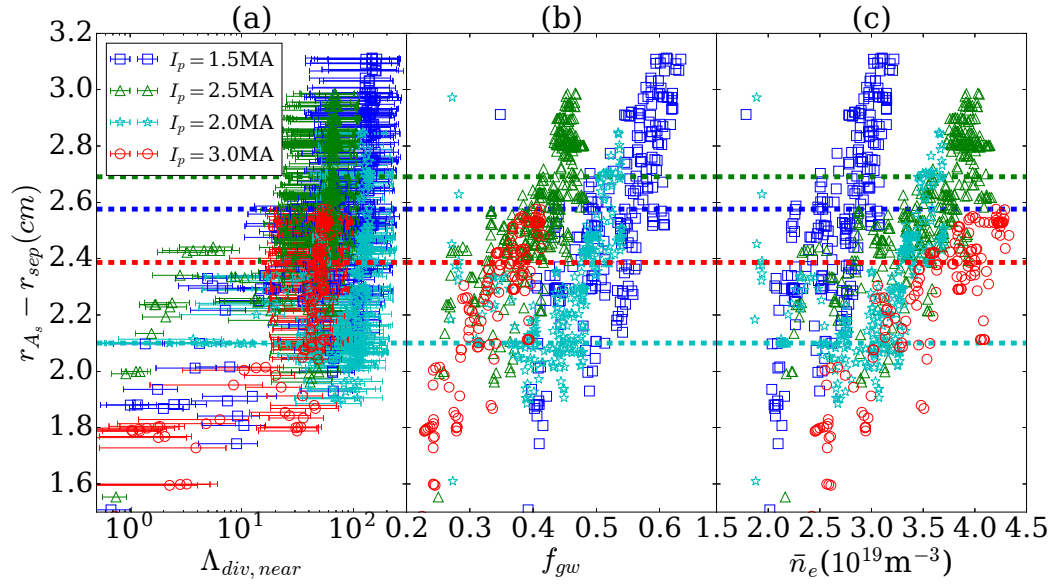 (a) (b) (c)
3.2
3.0
2.8
2.6
2.4
2.2
2.0
1.8
1.6
r_{A_s} − r_{sep}(cm)
I_p = 1.5MA
I_p = 2.5MA
I_p = 2.0MA
I_p = 3.0MA
10^0 10^1 10^2 0.2 0.3 0.4 0.5 0.6 1.5 2.0 2.5 3.0 3.5 4.0 4.5
Λ_{div,near} f_{gw} n̄_e(10^{19}m^{−3})